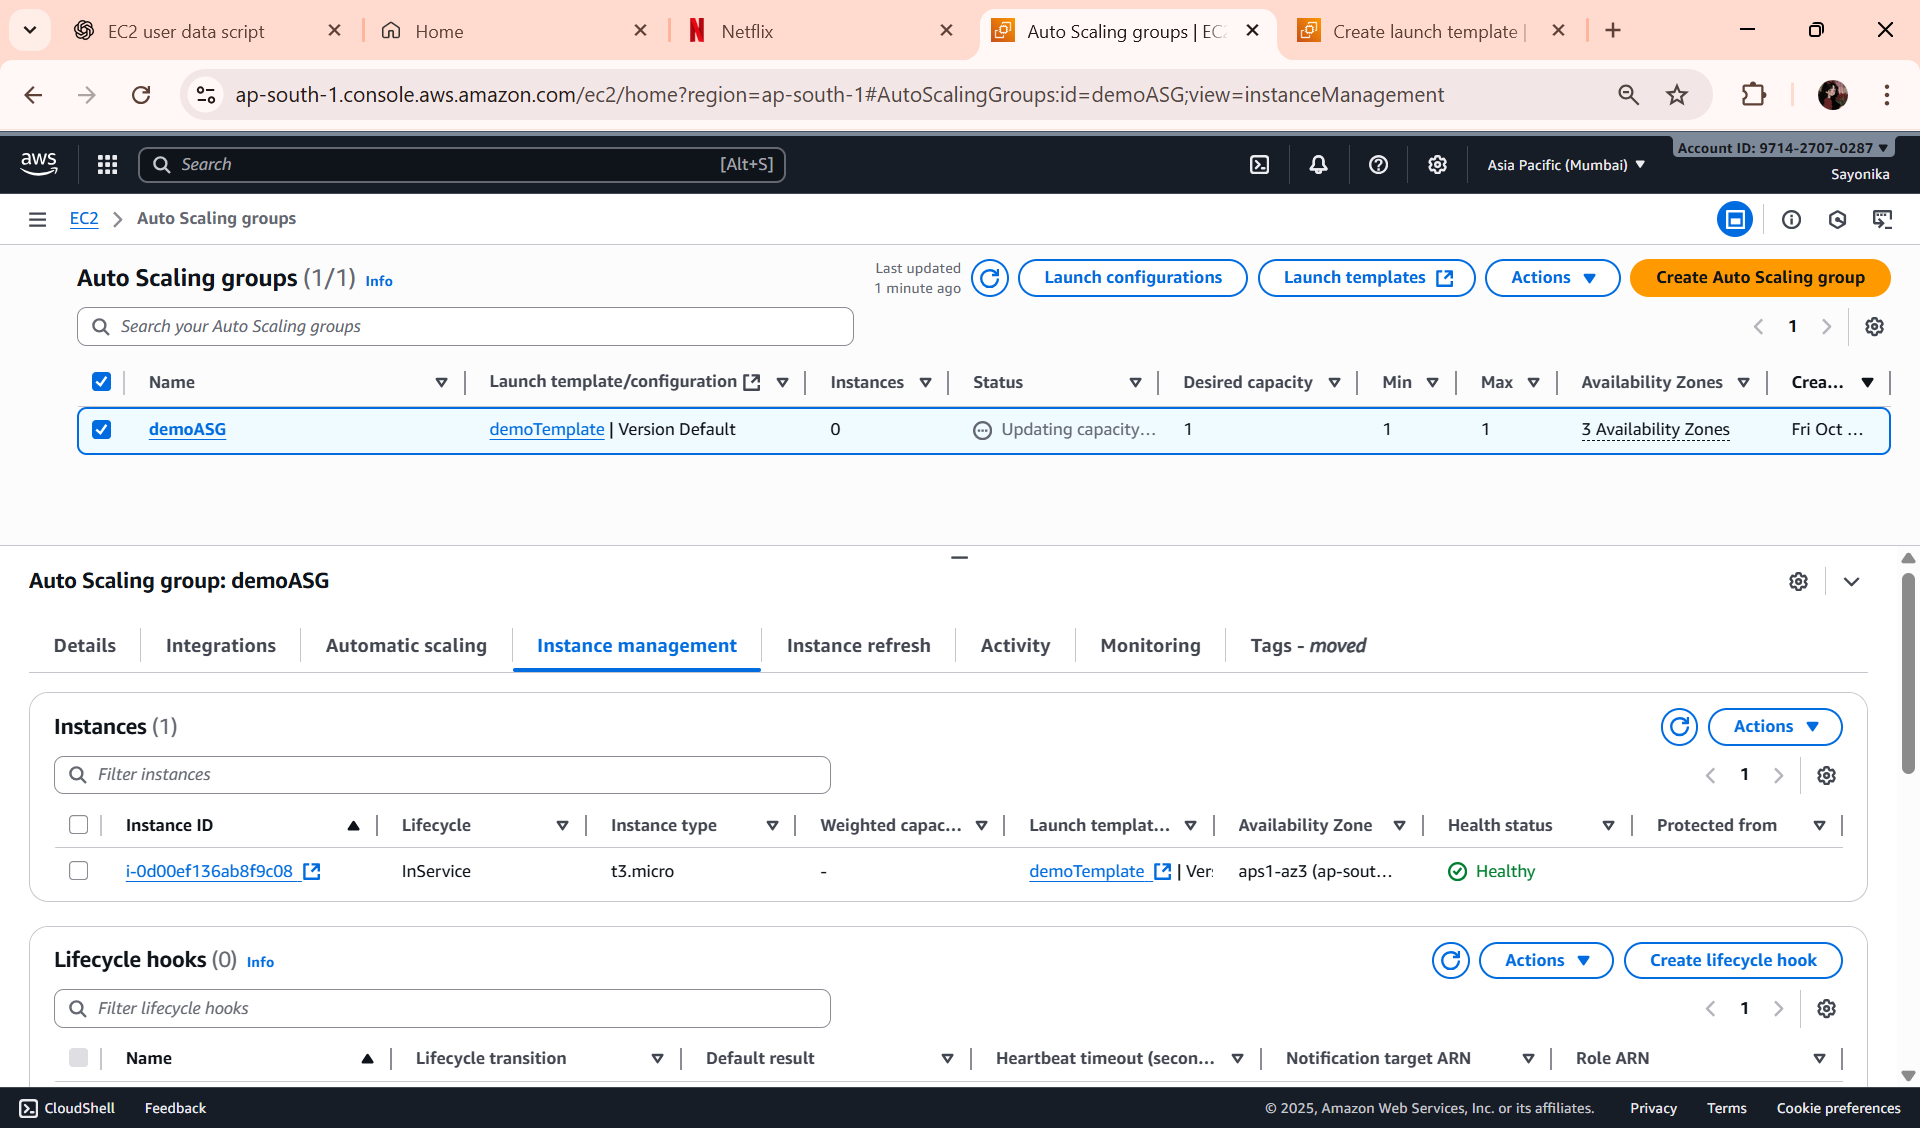 EC2 user data script
Home
Netflix
Auto Scaling groups | EC
Create launch template |
ap-south-1.console.aws.amazon.com/ec2/home?region=ap-south-1#AutoScalingGroups:id=demoASG;view=instanceManagement
aws
Search [Alt+S]
Asia Pacific (Mumbai)
Account ID: 9714-2707-0287
Sayonika
EC2 > Auto Scaling groups
Auto Scaling groups (1/1) Info
Last updated
1 minute ago
Launch configurations
Launch templates
Actions
Create Auto Scaling group
Search your Auto Scaling groups
1
Name Launch template/configuration Instances Status Desired capacity Min Max Availability Zones Crea...
demoASG demoTemplate | Version Default 0 Updating capacity... 1 1 1 3 Availability Zones Fri Oct ...
Auto Scaling group: demoASG
Details Integrations Automatic scaling Instance management Instance refresh Activity Monitoring Tags - moved
Instances (1)
Actions
Filter instances
1
Instance ID Lifecycle Instance type Weighted capac... Launch templat... Availability Zone Health status Protected from
i-0d00ef136ab8f9c08 InService t3.micro - demoTemplate | Ver: aps1-az3 (ap-sout... Healthy
Lifecycle hooks (0) Info
Actions
Create lifecycle hook
Filter lifecycle hooks
1
Name Lifecycle transition Default result Heartbeat timeout (secon... Notification target ARN Role ARN
CloudShell Feedback © 2025, Amazon Web Services, Inc. or its affiliates. Privacy Terms Cookie preferences